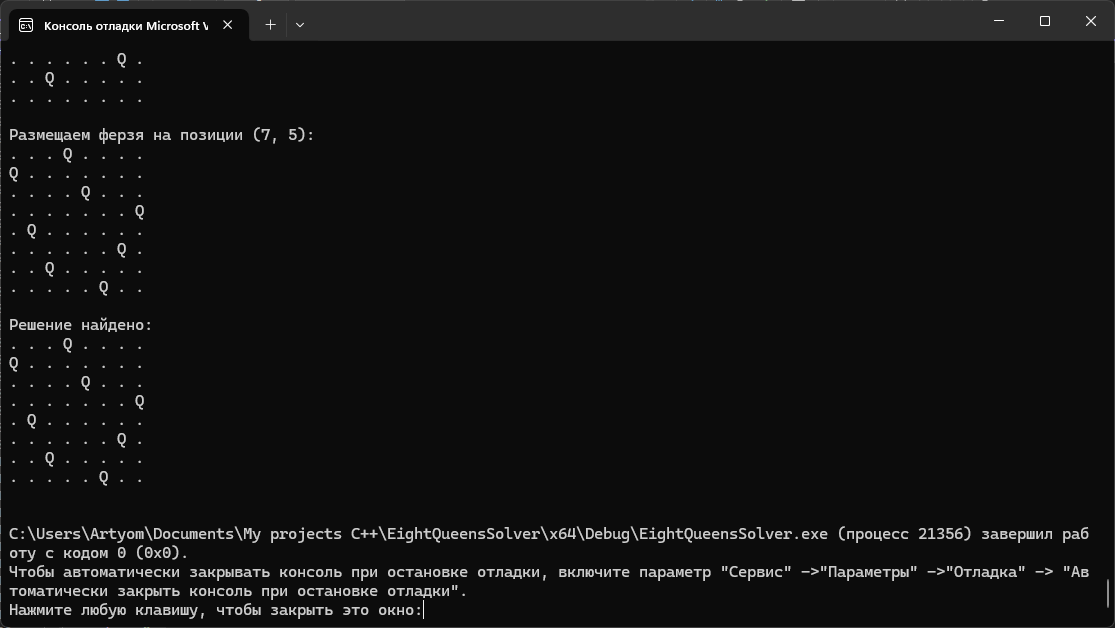 Консоль отладки Microsoft V
. . . . . . Q .
. . Q . . . . .
. . . . . . . .
Размещаем ферзя на позиции (7, 5):
. . . Q . . . .
Q . . . . . . .
. . . . Q . . .
. . . . . . . Q
. Q . . . . . .
. . . . . . Q .
. . Q . . . . .
. . . . . Q . .
Решение найдено:
. . . Q . . . .
Q . . . . . . .
. . . . Q . . .
. . . . . . . Q
. Q . . . . . .
. . . . . . Q .
. . Q . . . . .
. . . . . Q . .
C:\Users\Artyom\Documents\My projects C++\EightQueensSolver\x64\Debug\EightQueensSolver.exe (процесс 21356) завершил раб
оту с кодом 0 (0x0).
Чтобы автоматически закрывать консоль при остановке отладки, включите параметр "Сервис" ->"Параметры" ->"Отладка" -> "Ав
томатически закрыть консоль при остановке отладки".
Нажмите любую клавишу, чтобы закрыть это окно: